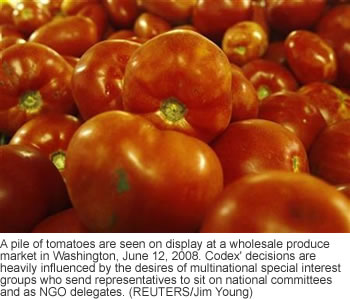 A pile of tomatoes are seen on display at a wholesale produce
market in Washington, June 12, 2008. Codex' decisions are
heavily influenced by the desires of multinational special interest
groups who send representatives to sit on national committees
and as NGO delegates. (REUTERS/Jim Young)